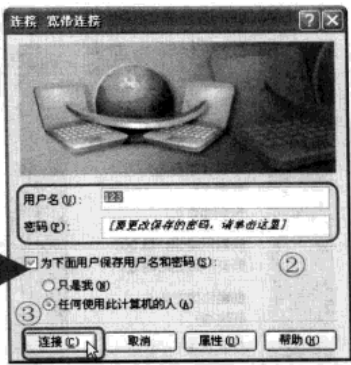 连接 宽带连接
用户名(U): 123
密码(P): [要更改保存的密码，请单击这里]
为下面用户保存用户名和密码(S):
②
只是我(N)
③
任何使用此计算机的人(A)
连接(C) 取消 属性(O) 帮助(H)